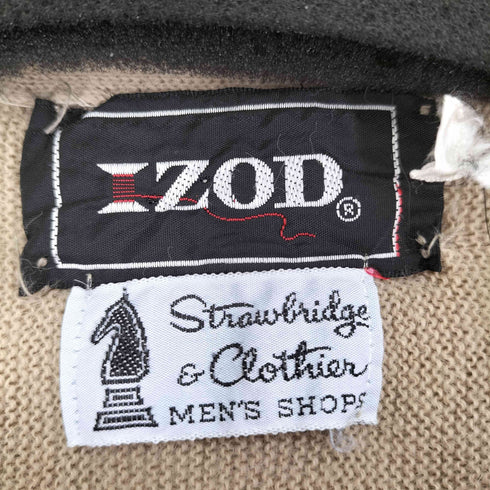 IZOD®
Strawbridge
& Clothier
MEN'S SHOPS